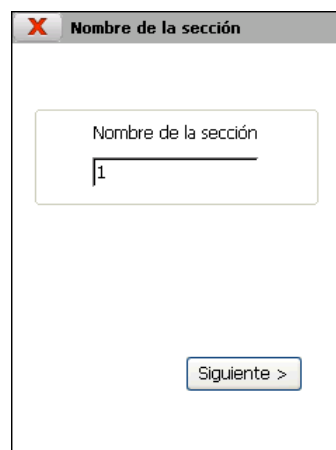 X Nombre de la sección
Nombre de la sección
1
Siguiente >